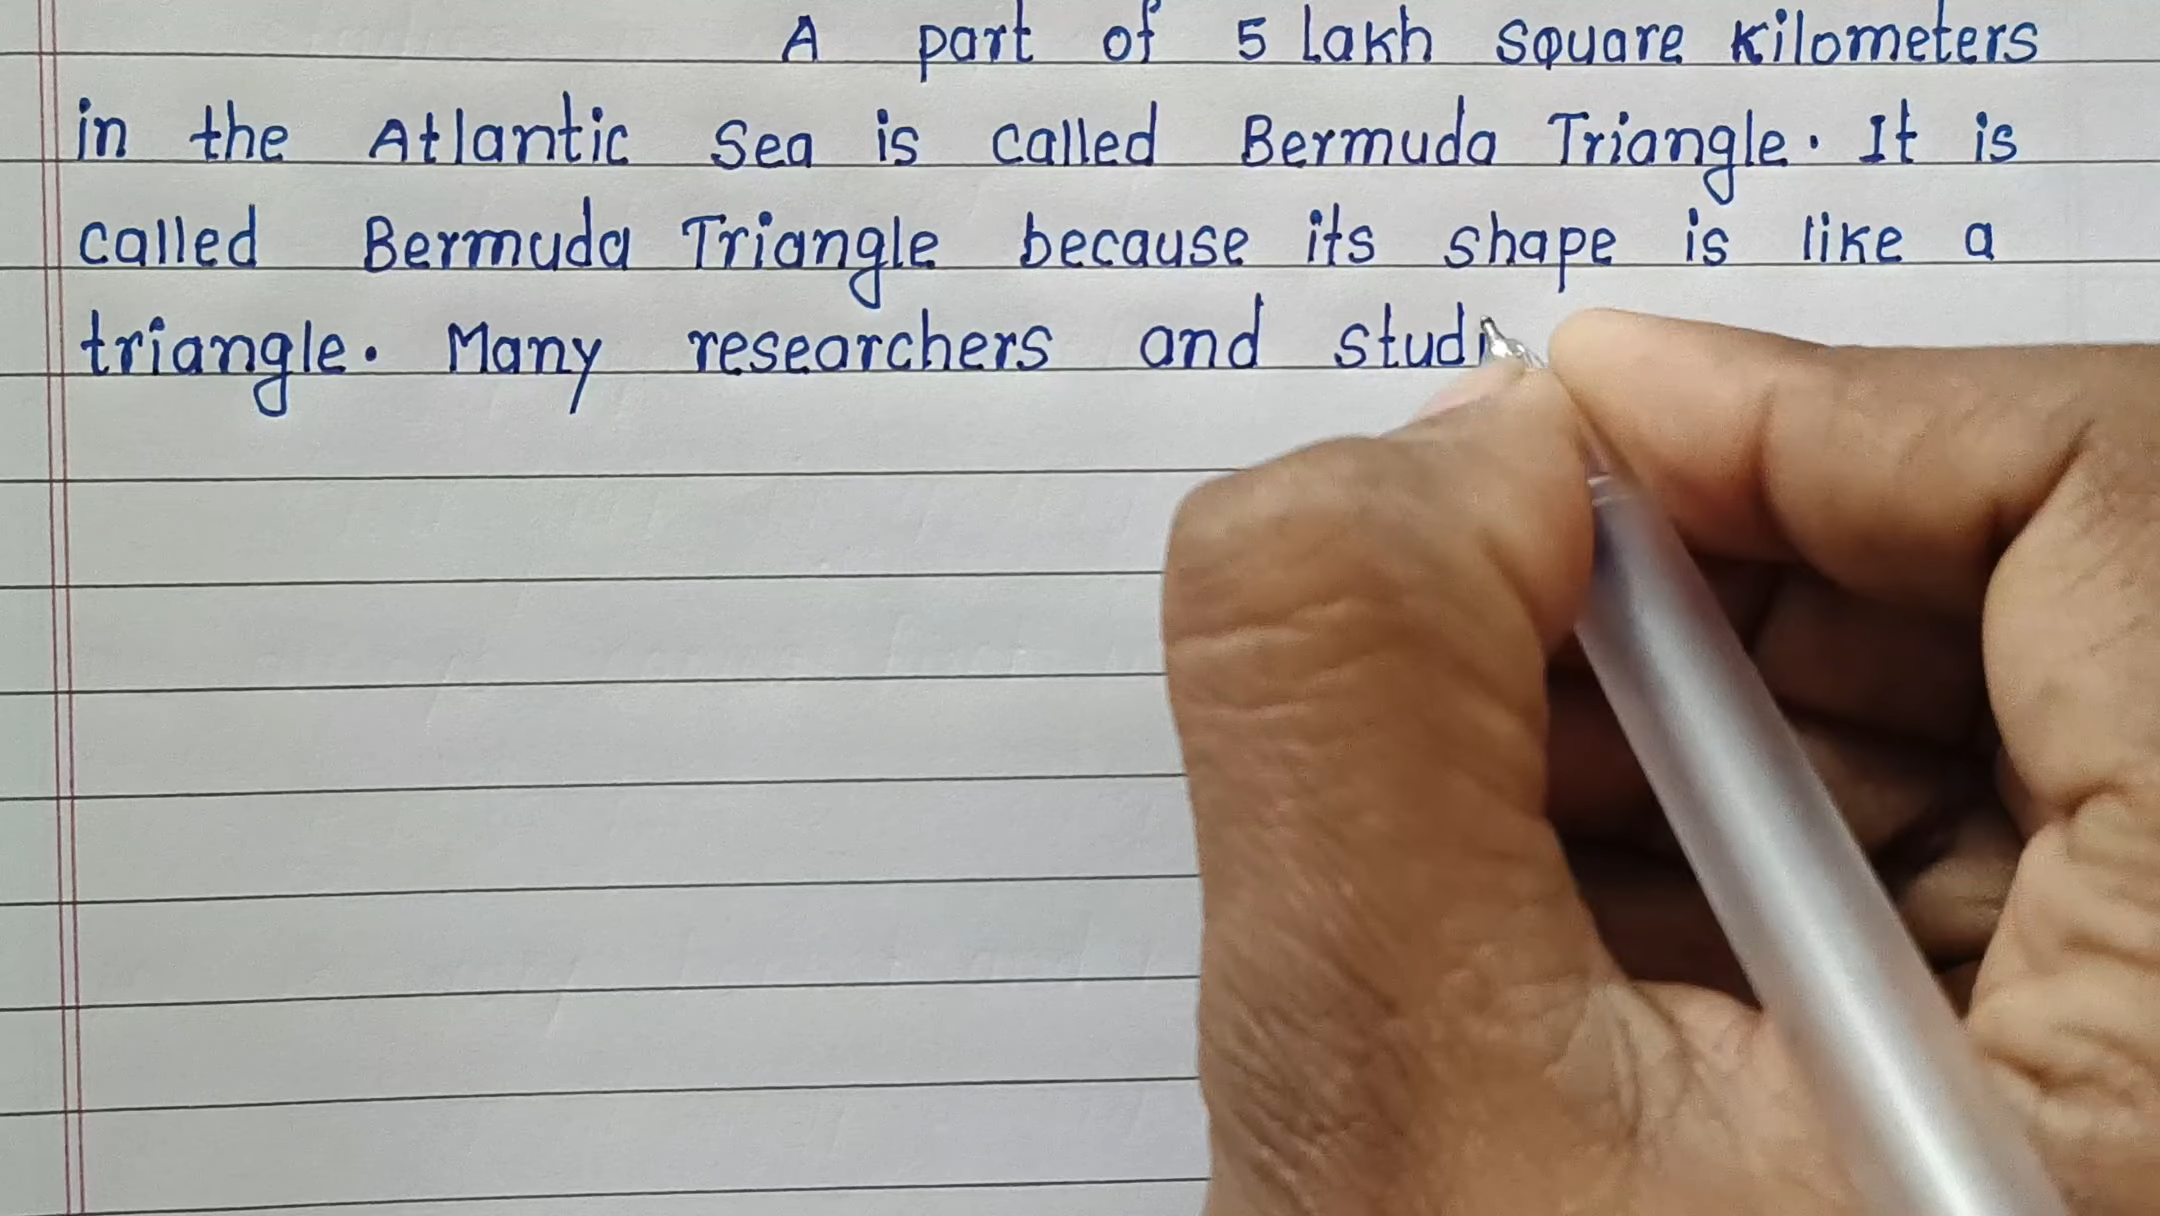 A part of 5 lakh square kilometers
in the Atlantic Sea is called Bermuda Triangle. It is
called Bermuda Triangle because its shape is like a
triangle. Many researchers and studi